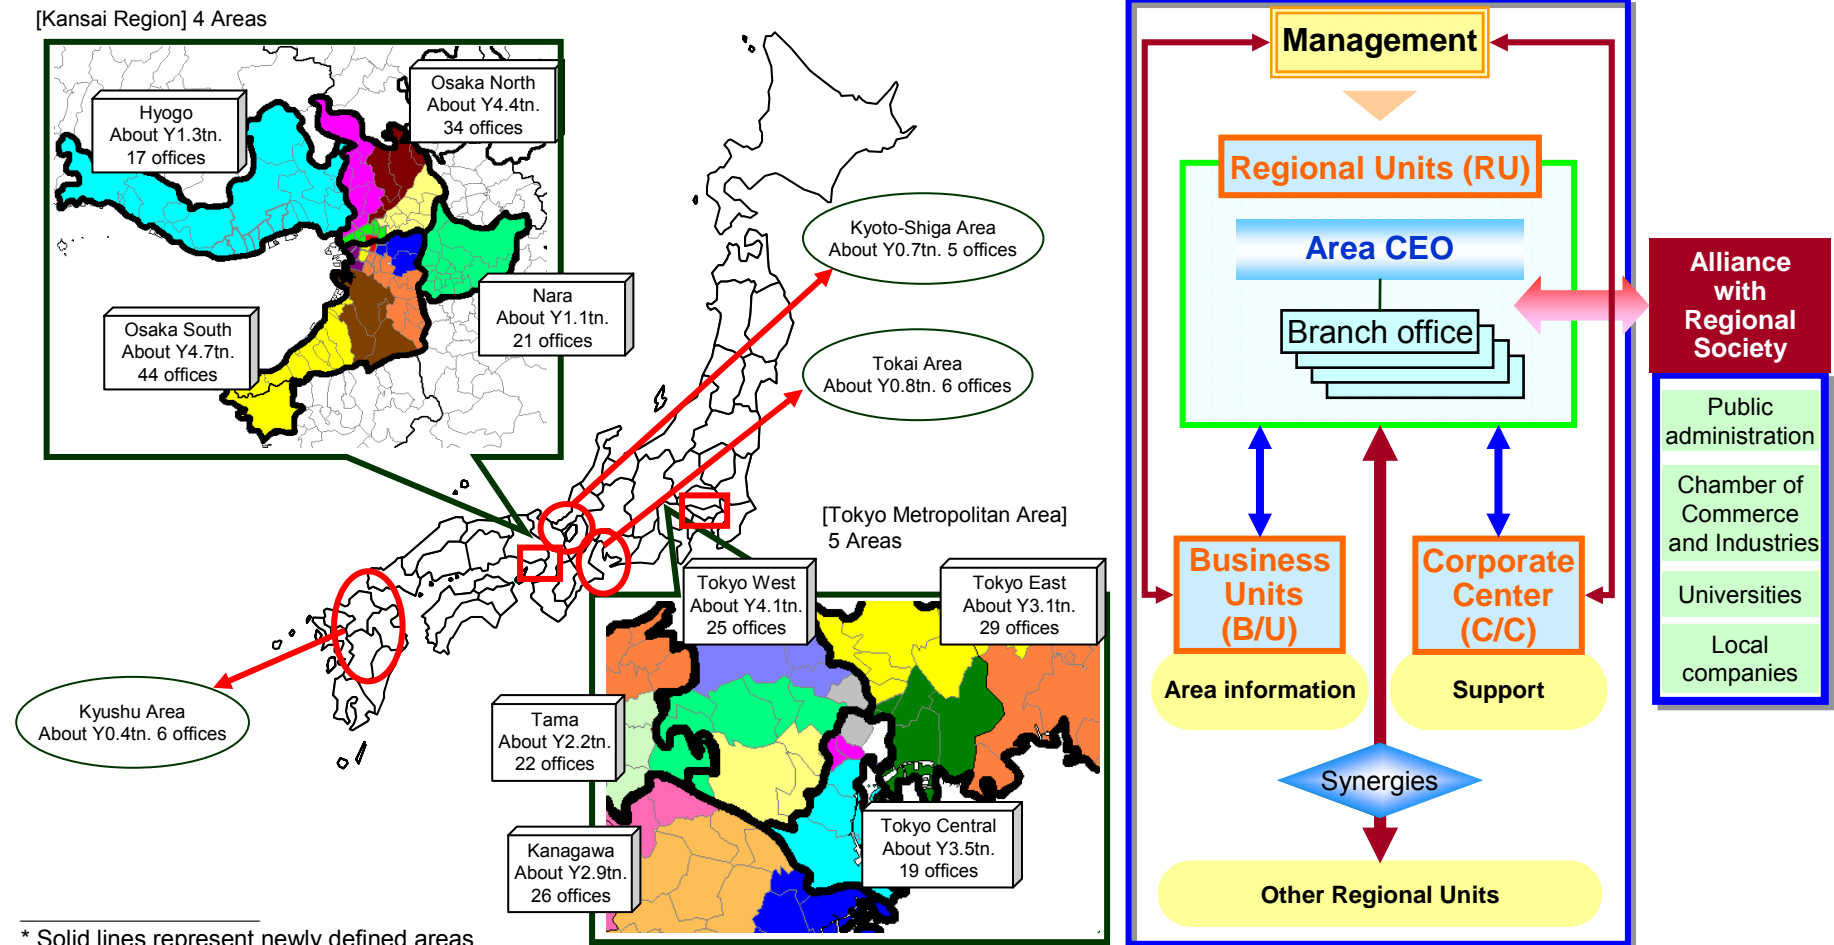 [Kansai Region] 4 Areas
Hyogo
About Y1.3tn.
17 offices
Osaka North
About Y4.4tn.
34 offices
Osaka South
About Y4.7tn.
44 offices
Nara
About Y1.1tn.
21 offices
Kyoto-Shiga Area
About Y0.7tn. 5 offices
Tokai Area
About Y0.8tn. 6 offices
Kyushu Area
About Y0.4tn. 6 offices
[Tokyo Metropolitan Area]
5 Areas
Tokyo West
About Y4.1tn.
25 offices
Tokyo East
About Y3.1tn.
29 offices
Tama
About Y2.2tn.
22 offices
Kanagawa
About Y2.9tn.
26 offices
Tokyo Central
About Y3.5tn.
19 offices
* Solid lines represent newly defined areas
Management
Regional Units (RU)
Area CEO
Branch office
Business
Units
(B/U)
Corporate
Center
(C/C)
Area information
Support
Synergies
Other Regional Units
Alliance
with
Regional
Society
Public
administration
Chamber of
Commerce
and Industries
Universities
Local
companies